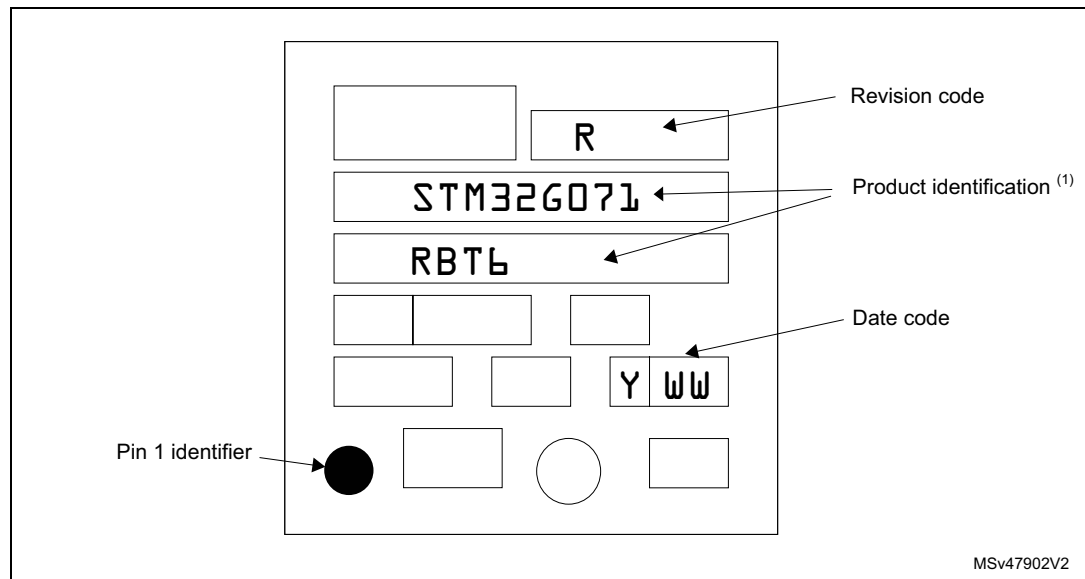 Revision code
R
STM32G071
Product identification (1)
RBT6
Date code
Y WW
Pin 1 identifier
MSv47902V2